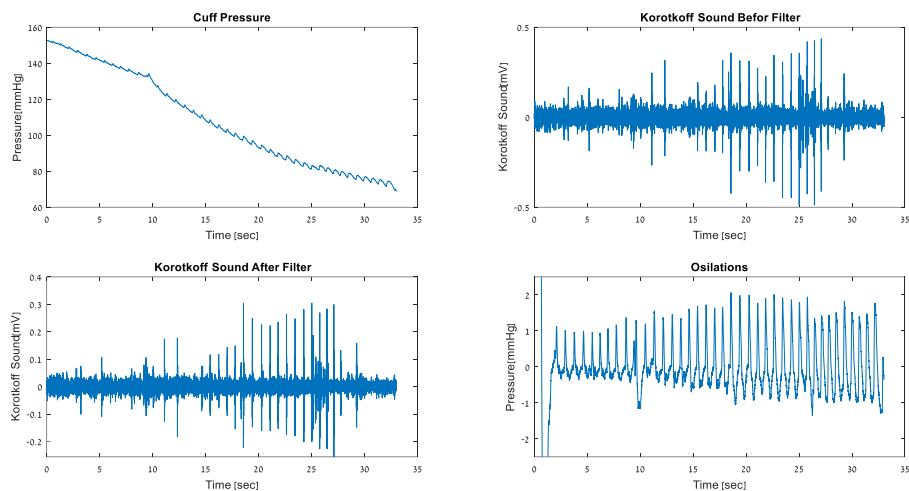 Cuff Pressure
160
140
120
100
80
60
Pressure[mmHg]
0 5 10 15 20 25 30 35
Time [sec]
Korotkoff Sound Befor Filter
0.5
0
-0.5
Korotkoff Sound[mV]
0 5 10 15 20 25 30 35
Time [sec]
Korotkoff Sound After Filter
0.4
0.3
0.2
0.1
0
-0.1
-0.2
Korotkoff Sound[mV]
0 5 10 15 20 25 30 35
Time [sec]
Osilations
2
1
0
-1
-2
Pressure[mmHg]
0 5 10 15 20 25 30 35
Time [sec]